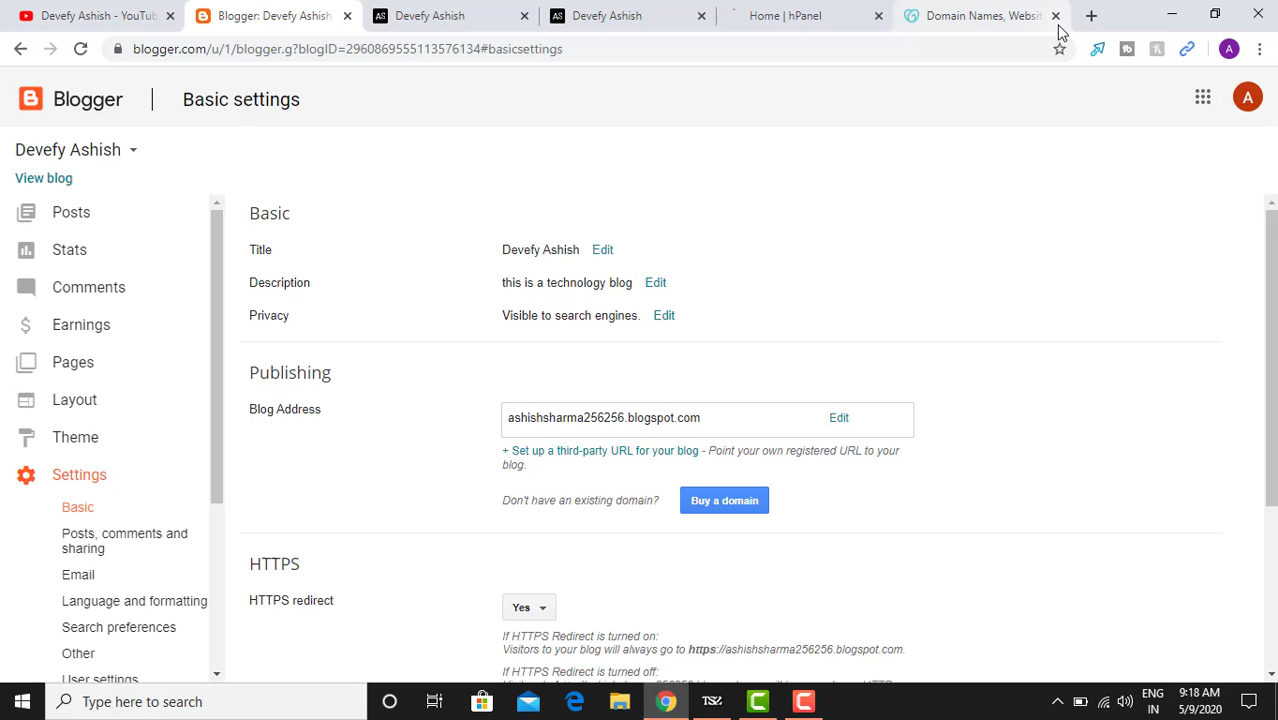 Devefy Ashish - YouTub
Blogger: Devefy Ashish
Devefy Ashish
Devefy Ashish
Home | hPanel
Domain Names, Websit
blogger.com/u/1/blogger.g?blogID=2960869555113576134#basicsettings
A
Blogger
Basic settings
A
Devefy Ashish
View blog
Posts
Stats
Comments
Earnings
Pages
Layout
Theme
Settings
Basic
Posts, comments and
sharing
Email
Language and formatting
Search preferences
Other
User settings
Basic
Title Devefy Ashish Edit
Description this is a technology blog Edit
Privacy Visible to search engines. Edit
Publishing
Blog Address ashishsharma256256.blogspot.com Edit
+ Set up a third-party URL for your blog - Point your own registered URL to your
blog.
Don't have an existing domain? Buy a domain
HTTPS
HTTPS redirect Yes
If HTTPS Redirect is turned on:
Visitors to your blog will always go to https://ashishsharma256256.blogspot.com.
If HTTPS Redirect is turned off:
Type here to search
ENG
IN
9:18 AM
5/9/2020